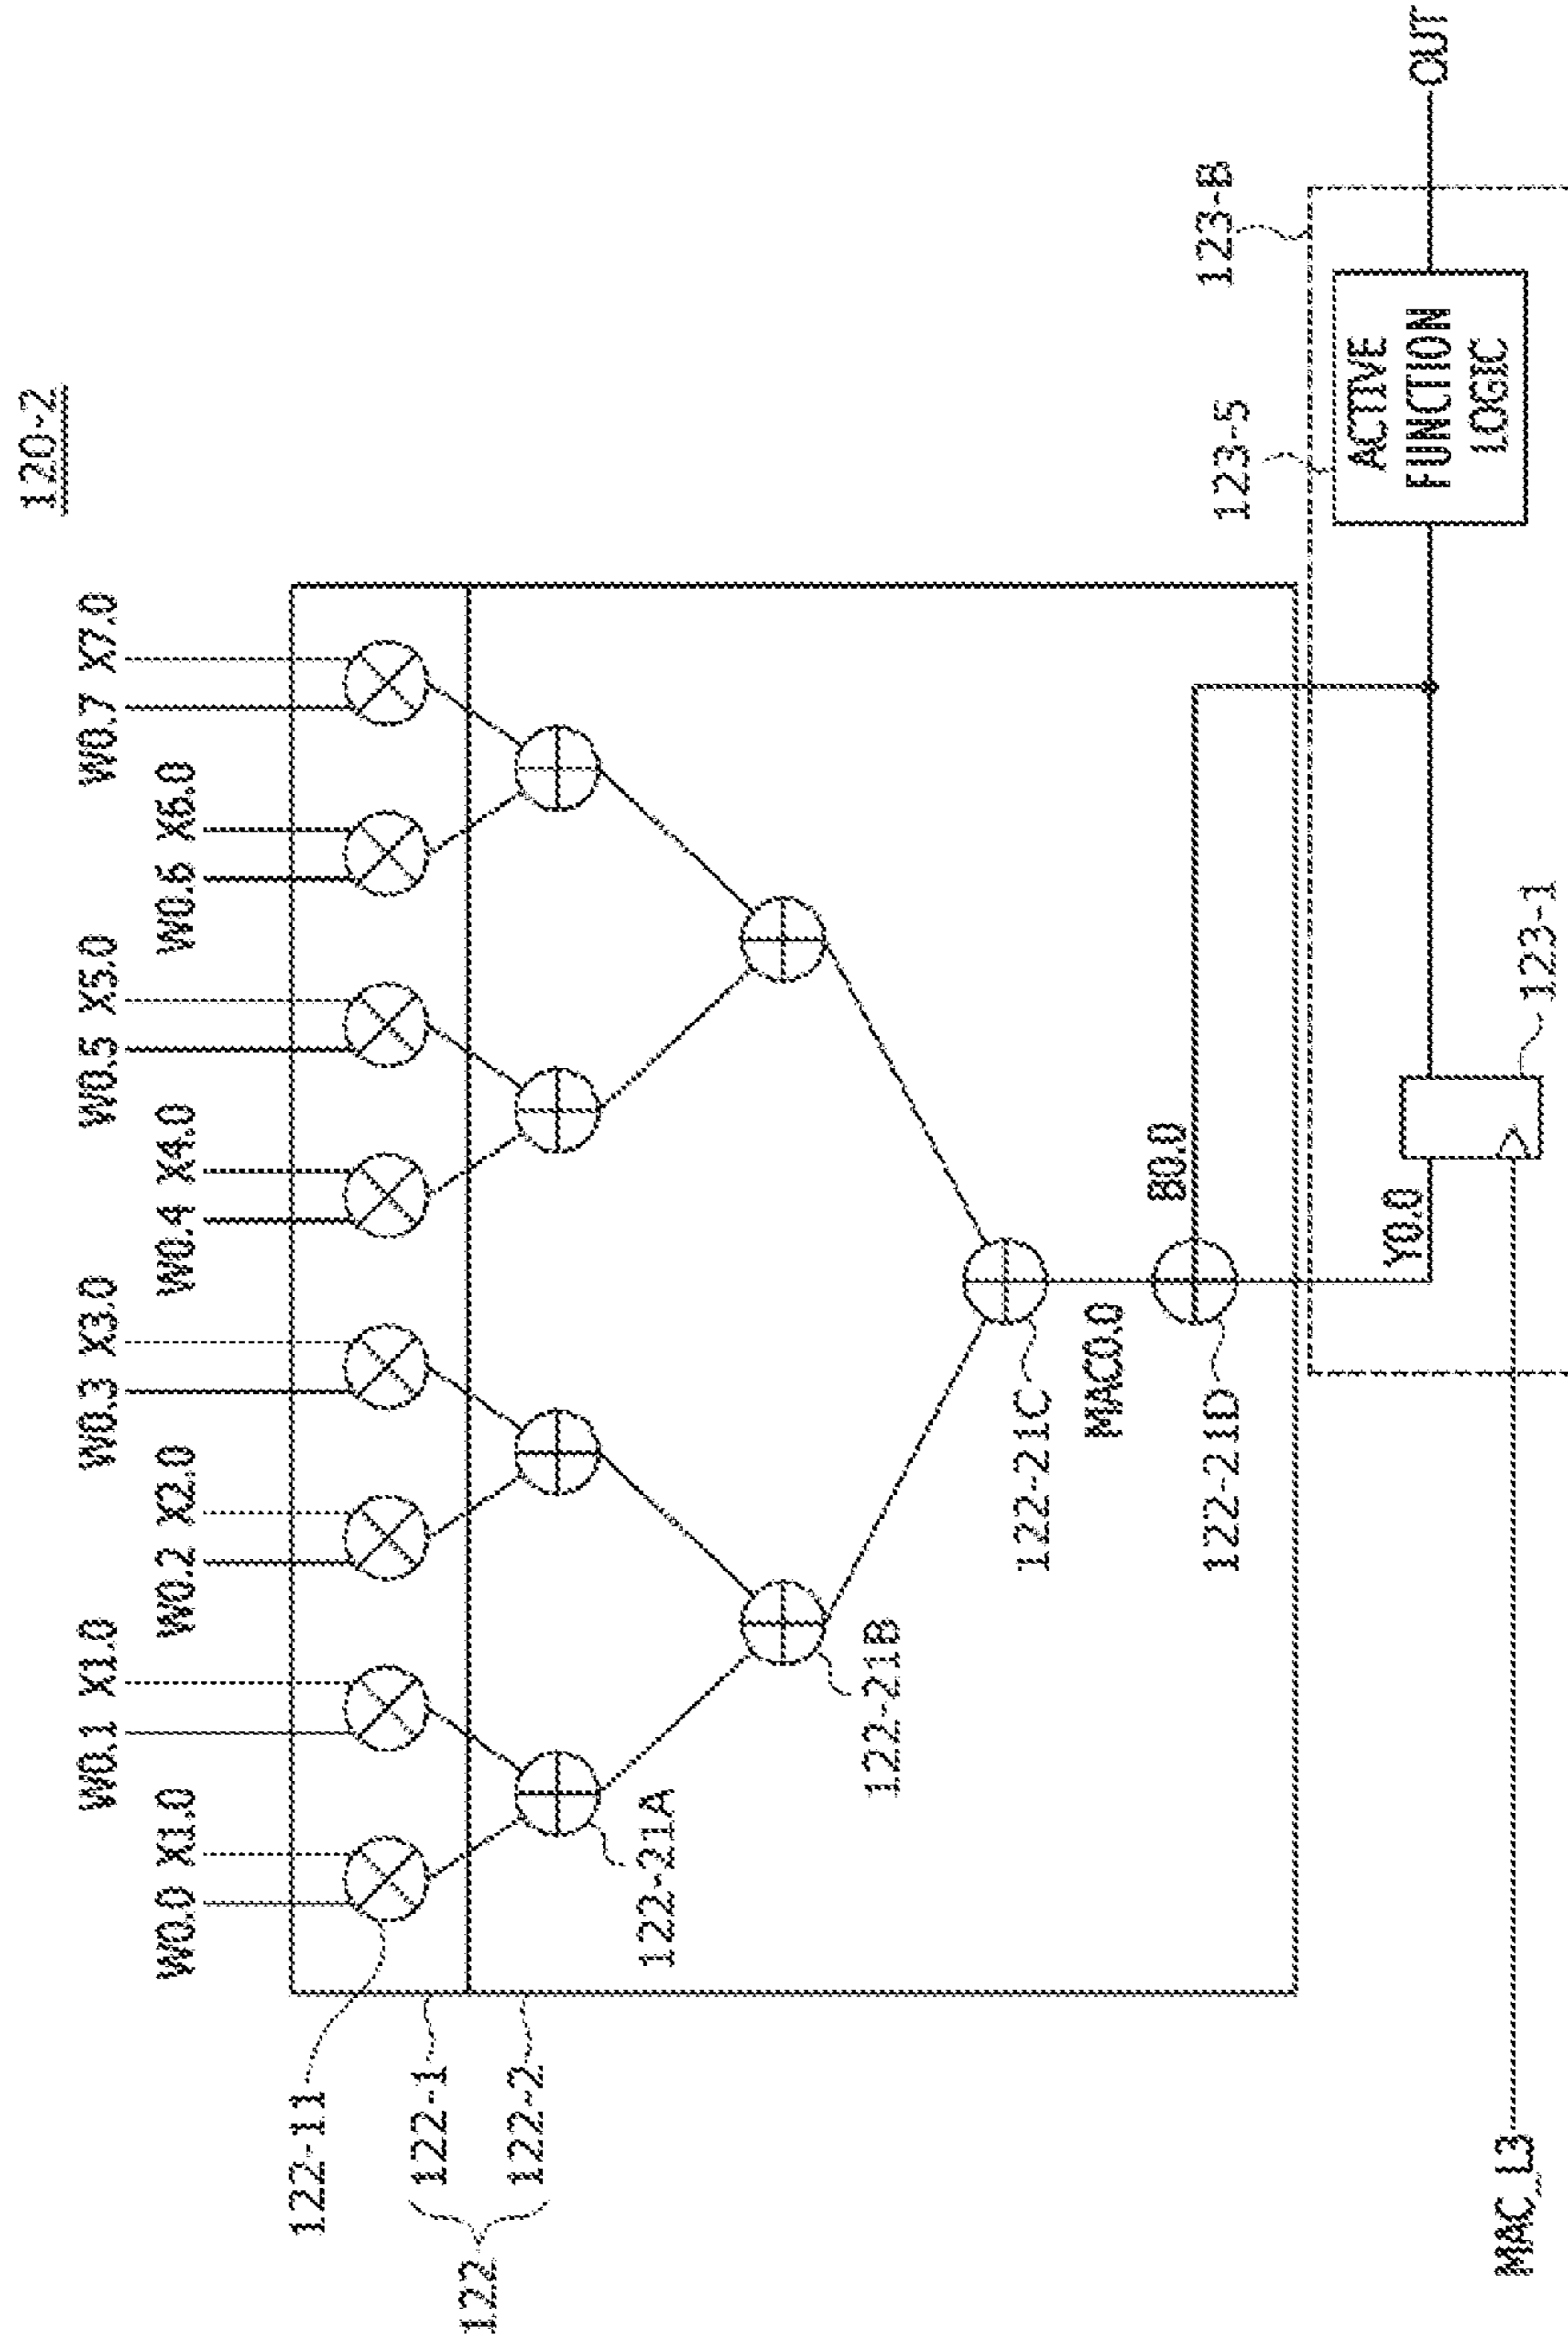 120-2
W0.1 X1.0
W0.3 X3.0
W0.5 X5.0
W0.7 X7.0
W0.0 X1.0
W0.2 X2.0
W0.4 X4.0
W0.6 X6.0
122-11
122-1
122-2
122
122-21A
122-21B
122-21C
MAC0.0
B0.0
122-21D
123-B
Y0.0
123-5
ACTIVE
FUNCTION
LOGIC
OUT
MAC_L3
123-1